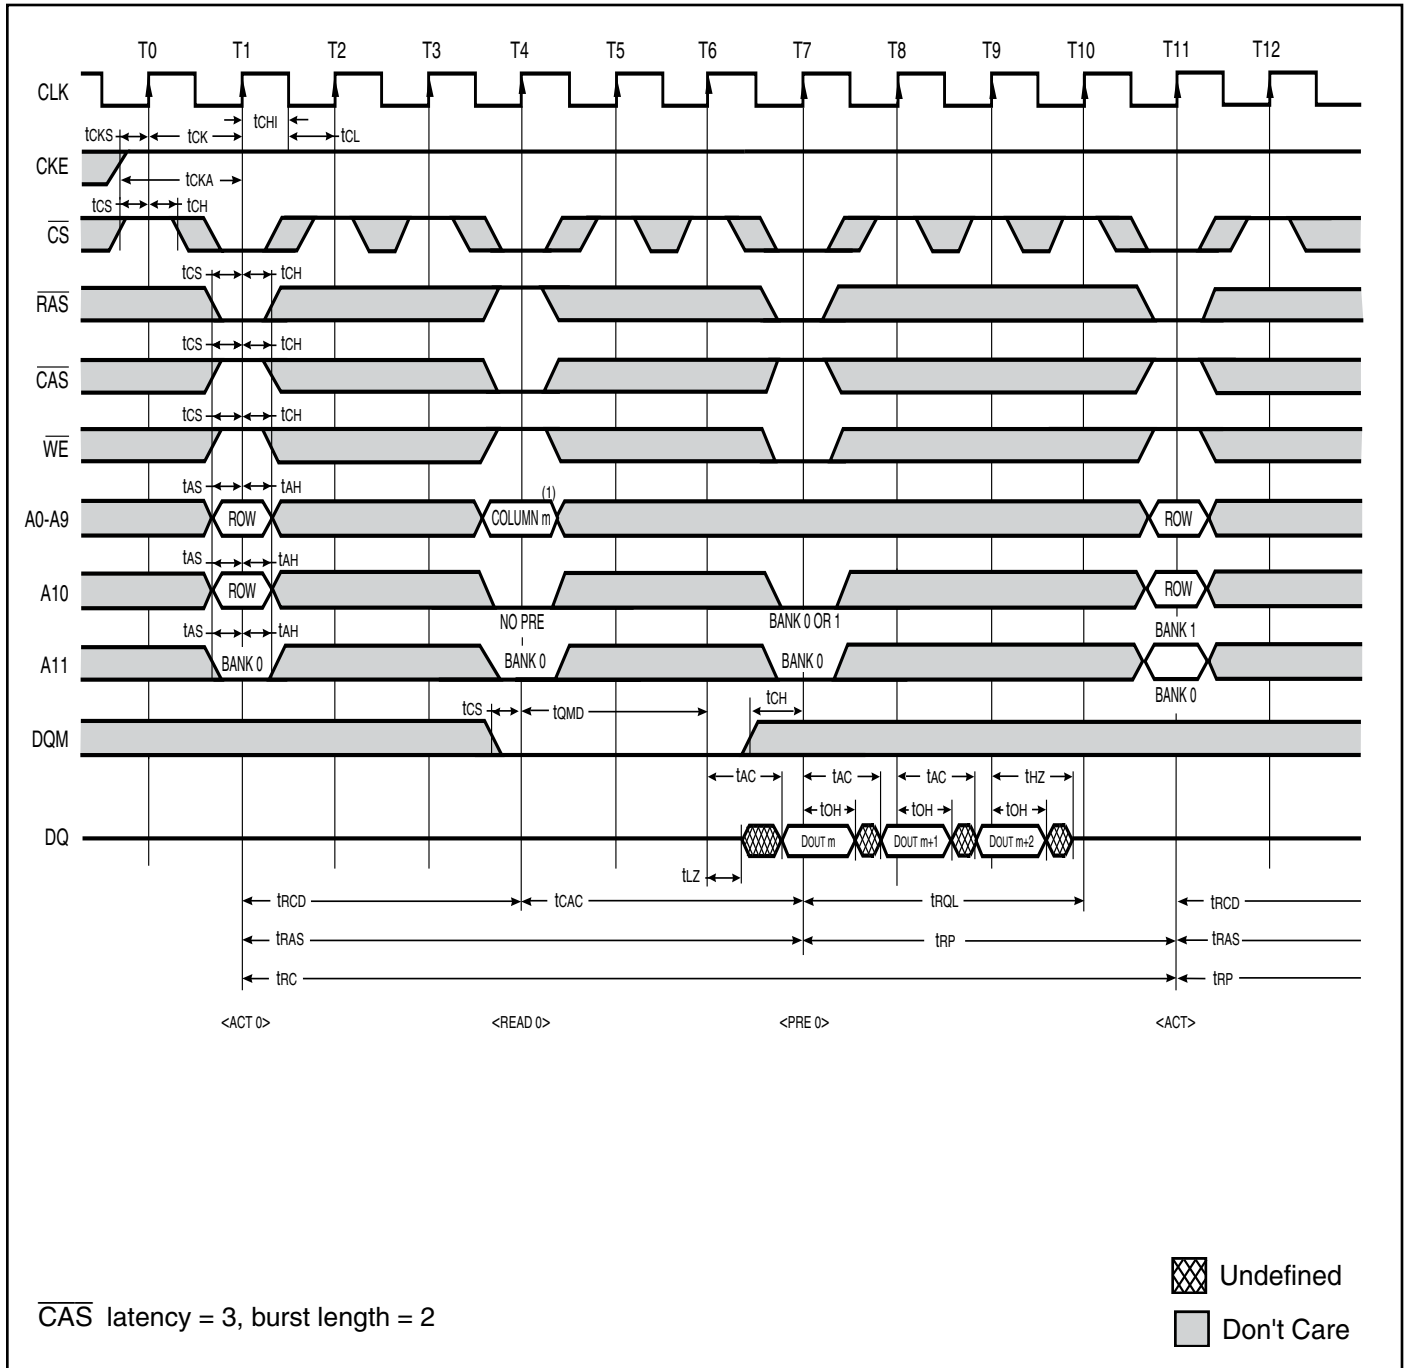 T0 T1 T2 T3 T4 T5 T6 T7 T8 T9 T10 T11 T12
CLK
tCHI
tCKS tCK tCL
CKE
tCKA
tCS tCH
CS
tCS tCH
RAS
tCS tCH
CAS
tCS tCH
WE
tAS tAH (1)
A0-A9 ROW COLUMN m ROW
tAS tAH
A10 ROW ROW
NO PRE BANK 0 OR 1
tAS tAH BANK 1
A11 BANK 0 BANK 0 BANK 0
BANK 0
tCS tQMD tCH
DQM
tAC tAC tAC tHZ
tOH tOH tOH
DQ DOUT m DOUT m+1 DOUT m+2
tLZ
tRCD tCAC tRQL tRCD
tRAS tRP tRAS
tRC tRP
<ACT 0> <READ 0> <PRE 0> <ACT>
Undefined
CAS latency = 3, burst length = 2
Don't Care